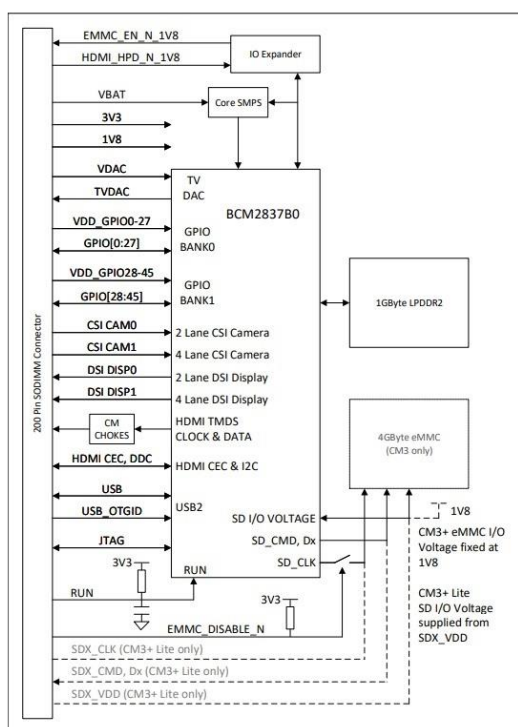 EMMC_EN_N_1V8
IO Expander
HDMI_HPD_N_1V8
VBAT
Core SMPS
3V3
1V8
VDAC
TV
DAC
TVDAC
BCM2837B0
VDD_GPIO0-27
GPIO
BANK0
GPIO[0:27]
VDD_GPIO28-45
GPIO
BANK1
GPIO[28:45]
1GByte LPDDR2
200 Pin SODIMM Connector
CSI CAM0
2 Lane CSI Camera
CSI CAM1
4 Lane CSI Camera
DSI DISP0
2 Lane DSI Display
DSI DISP1
4 Lane DSI Display
CM
CHOKES
HDMI TMDS
CLOCK & DATA
4GByte eMMC
(CM3 only)
HDMI CEC, DDC
HDMI CEC & I2C
USB
USB2
USB_OTGID
SD I/O VOLTAGE
1V8
CM3+ eMMC I/O
Voltage fixed at
1V8
SD_CMD, Dx
JTAG
SD_CLK
3V3
RUN
CM3+ Lite
SD I/O Voltage
supplied from
SDX_VDD
RUN
3V3
EMMC_DISABLE_N
SDX_CLK (CM3+ Lite only)
SDX_CMD, Dx (CM3+ Lite only)
SDX_VDD (CM3+ Lite only)